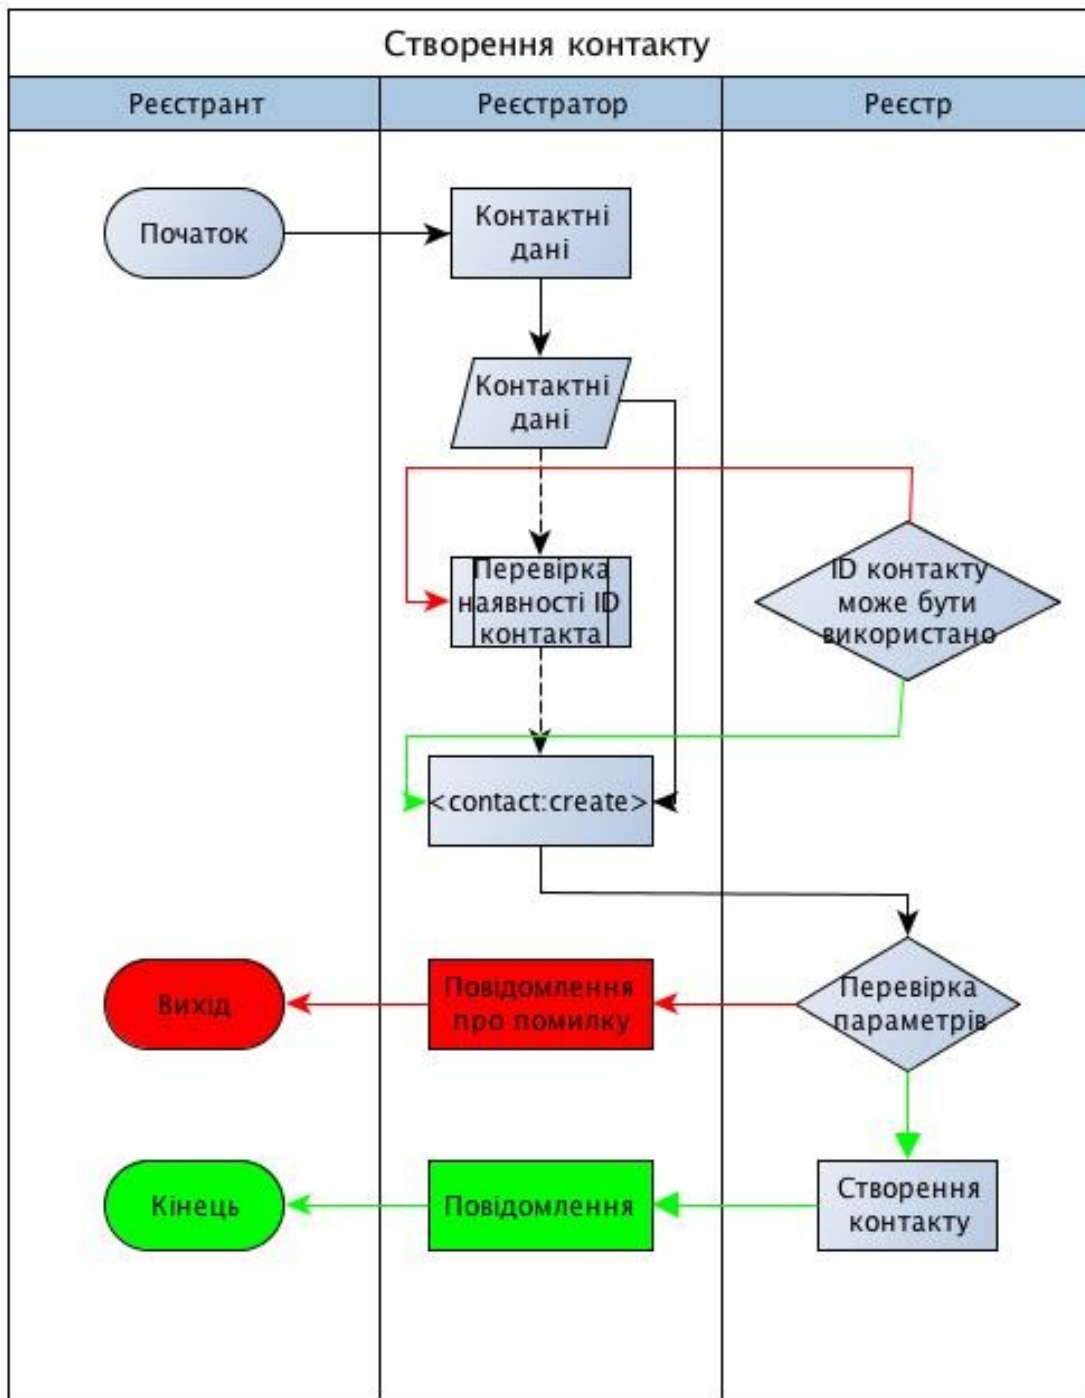 Створення контакту
Реєстрант
Реєстратор
Реєстр
Початок
Контактні
дані
Контактні
дані
Перевірка
наявності ID
контакта
ID контакту
може бути
використано
<contact:create>
Вихід
Повідомлення
про помилку
Перевірка
параметрів
Кінець
Повідомлення
Створення
контакту